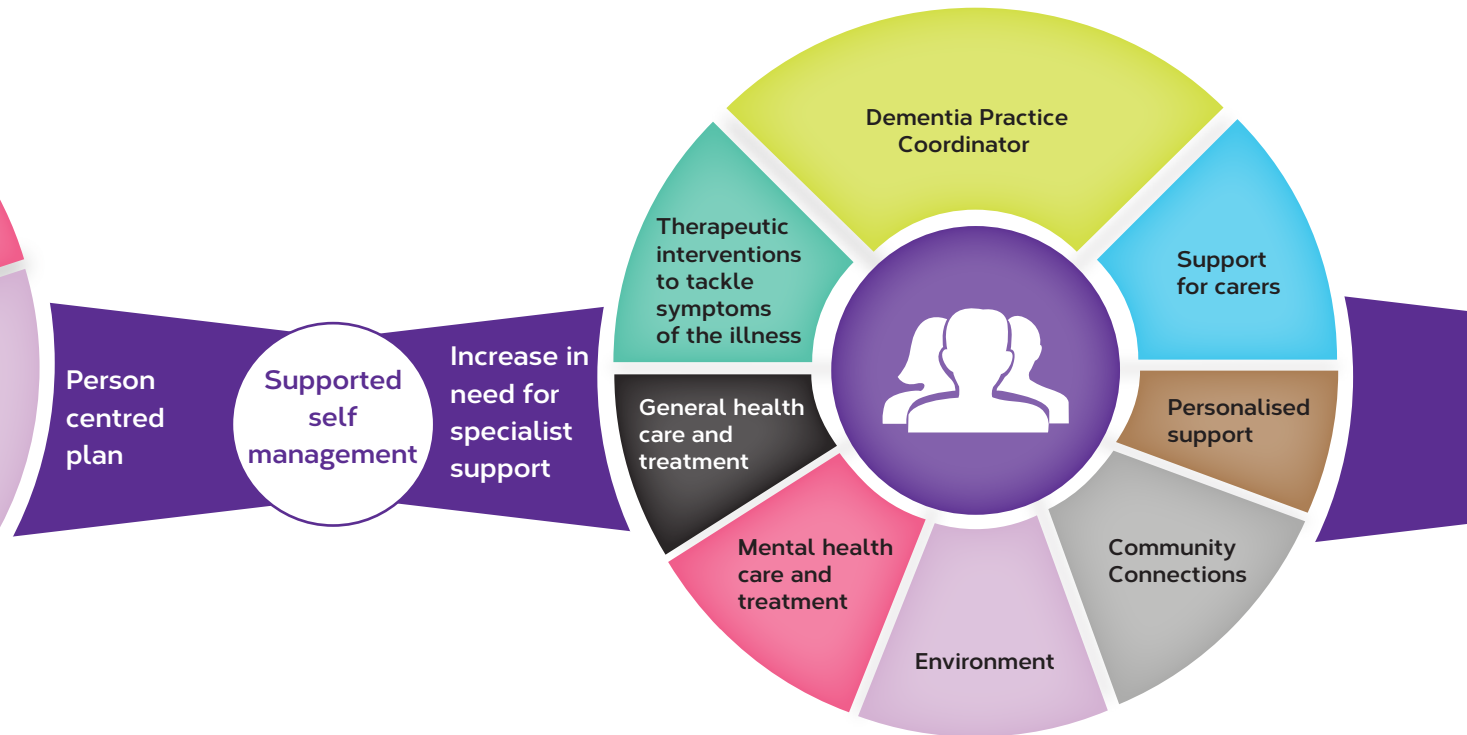 Person
centred
plan
Supported
self
management
Increase in
need for
specialist
support
Dementia Practice
Coordinator
Support
for carers
Personalised
support
Community
Connections
Environment
Mental health
care and
treatment
General health
care and
treatment
Therapeutic
interventions
to tackle
symptoms
of the illness